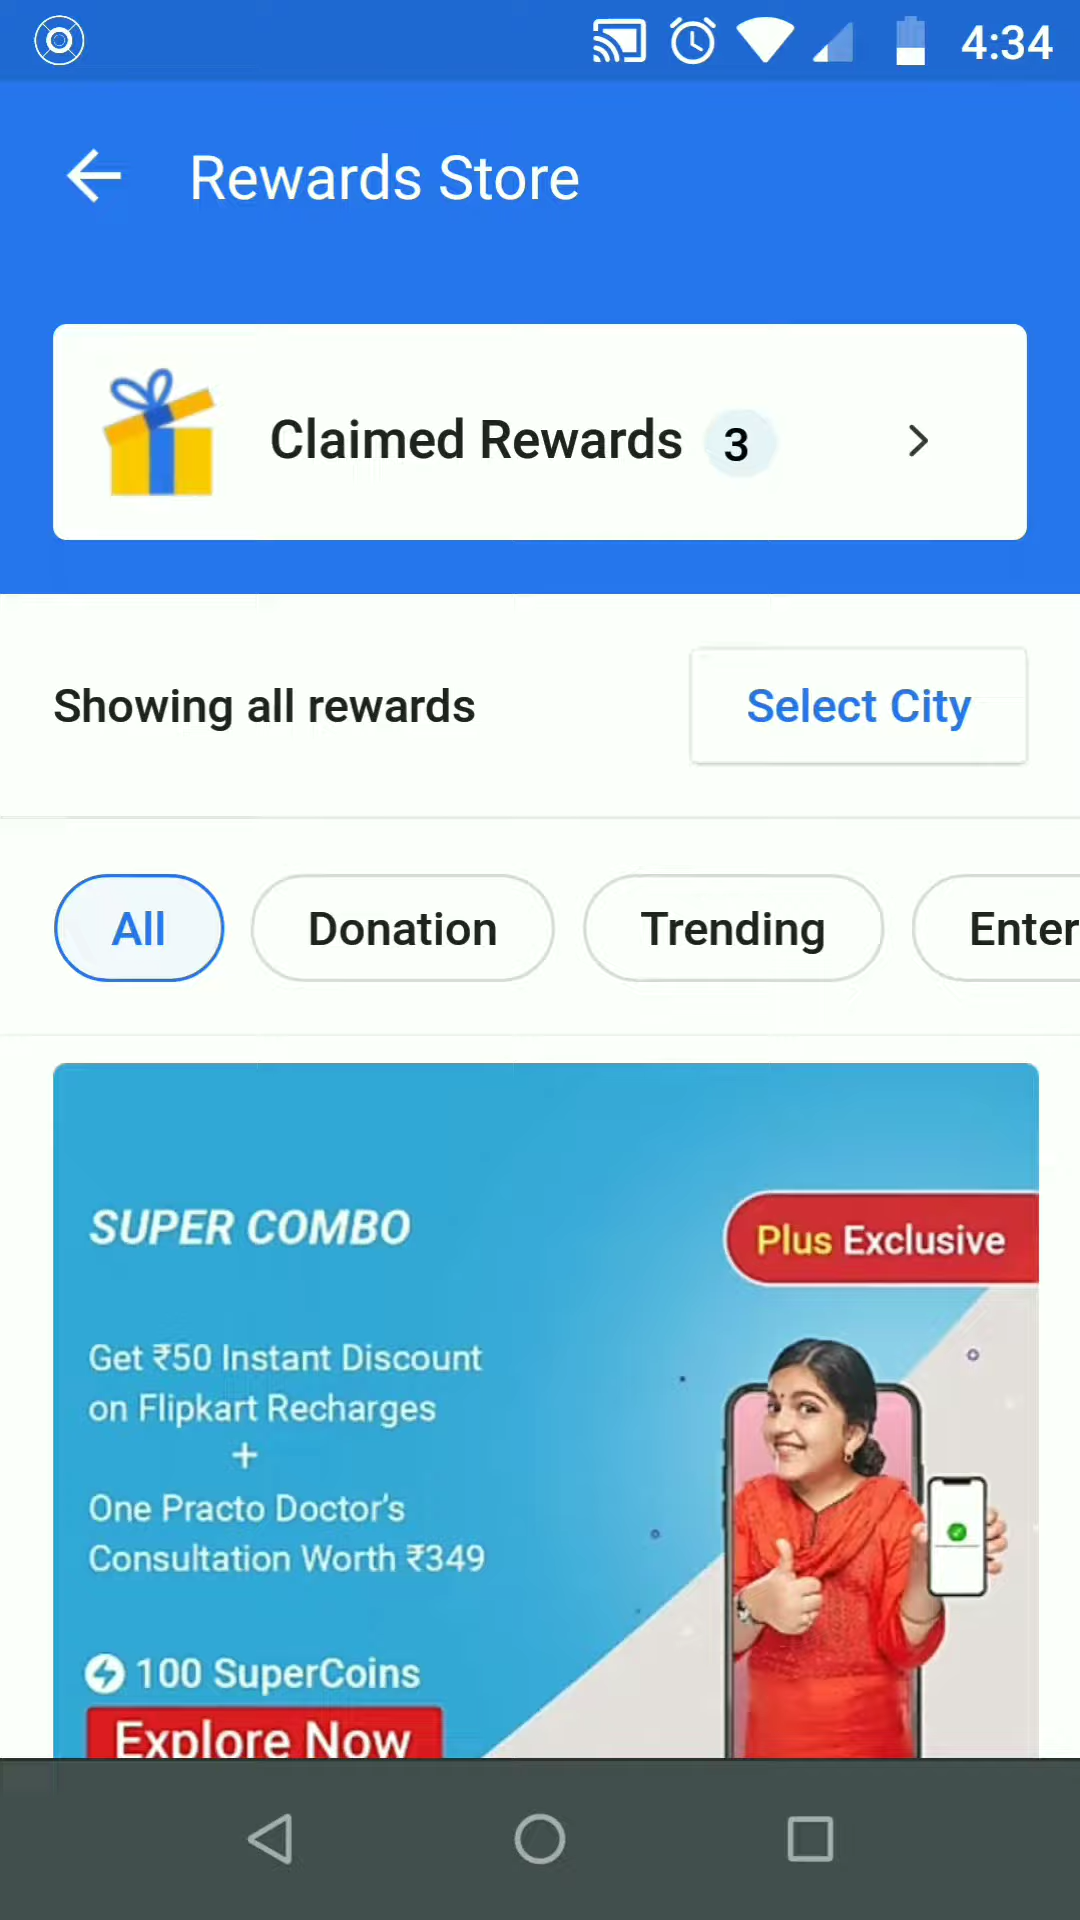 4:34
Rewards Store
Claimed Rewards 3
Showing all rewards
Select City
All
Donation
Trending
Enter
SUPER COMBO
Plus Exclusive
Get ₹50 Instant Discount
on Flipkart Recharges
+
One Practo Doctor's
Consultation Worth ₹349
100 SuperCoins
Explore Now